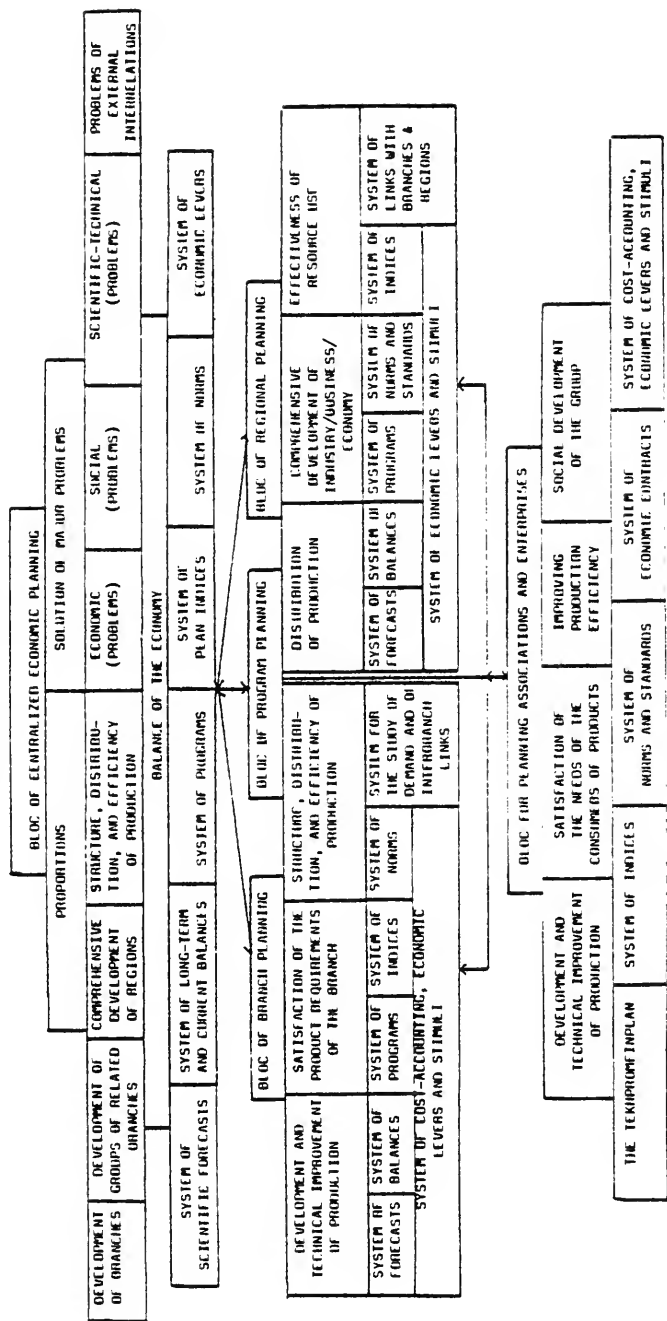 BLOC OF CENTRALIZED ECONOMIC PLANNING
PROPORTIONS
SOLUTION OF MAJOR PROBLEMS
DEVELOPMENT
OF BRANCHES
DEVELOPMENT OF
GROUPS OF RELATED
BRANCHES
COMPREHENSIVE
DEVELOPMENT
OF REGIONS
STRUCTURE, DISTRIBU-
TION, AND EFFICIENCY
OF PRODUCTION
ECONOMIC
(PROBLEMS)
SOCIAL
(PROBLEMS)
SCIENTIFIC-TECHNICAL
(PROBLEMS)
PROBLEMS OF
EXTERNAL
INTERRELATIONS
BALANCE OF THE ECONOMY
SYSTEM OF
SCIENTIFIC FORECASTS
SYSTEM OF LONG-TERM
AND CURRENT BALANCES
SYSTEM OF PROGRAMS
SYSTEM OF
PLAN INDICES
SYSTEM OF NORMS
SYSTEM OF
ECONOMIC LEVERS
BLOC OF BRANCH PLANNING
DEVELOPMENT AND
TECHNICAL IMPROVEMENT
OF PRODUCTION
SATISFACTION OF THE
PRODUCT REQUIREMENTS
OF THE BRANCH
STRUCTURE, DISTRIBU-
TION, AND EFFICIENCY OF
PRODUCTION
SYSTEM OF
FORECASTS
SYSTEM OF
BALANCES
SYSTEM OF
PROGRAMS
SYSTEM OF
INDICES
SYSTEM OF
NORMS
SYSTEM FOR
THE STUDY OF
DEMAND AND OF
INTERBRANCH
LINKS
SYSTEM OF COST-ACCOUNTING, ECONOMIC
LEVERS AND STIMULI
BLOC OF PROGRAM PLANNING
BLOC OF REGIONAL PLANNING
DISTRIBUTION
OF PRODUCTION
COMPREHENSIVE
DEVELOPMENT OF
INDUSTRY/BUSINESS/
ECONOMY
EFFECTIVENESS OF
RESOURCE USE
SYSTEM OF
FORECASTS
SYSTEM OF
BALANCES
SYSTEM OF
PROGRAMS
SYSTEM OF
NORMS AND
STANDARDS
SYSTEM OF
INDICES
SYSTEM OF
LINKS WITH
BRANCHES &
REGIONS
SYSTEM OF ECONOMIC LEVERS AND STIMULI
BLOC FOR PLANNING ASSOCIATIONS AND ENTERPRISES
DEVELOPMENT AND
TECHNICAL IMPROVEMENT
OF PRODUCTION
SATISFACTION OF
THE NEEDS OF THE
CONSUMERS OF PRODUCTS
IMPROVING
PRODUCTION
EFFICIENCY
SOCIAL DEVELOPMENT
OF THE GROUP
THE TEKHPROMFINPLAN
SYSTEM OF INDICES
SYSTEM OF
NORMS AND STANDARDS
SYSTEM OF
ECONOMIC CONTRACTS
SYSTEM OF COST-ACCOUNTING,
ECONOMIC LEVERS AND STIMULI